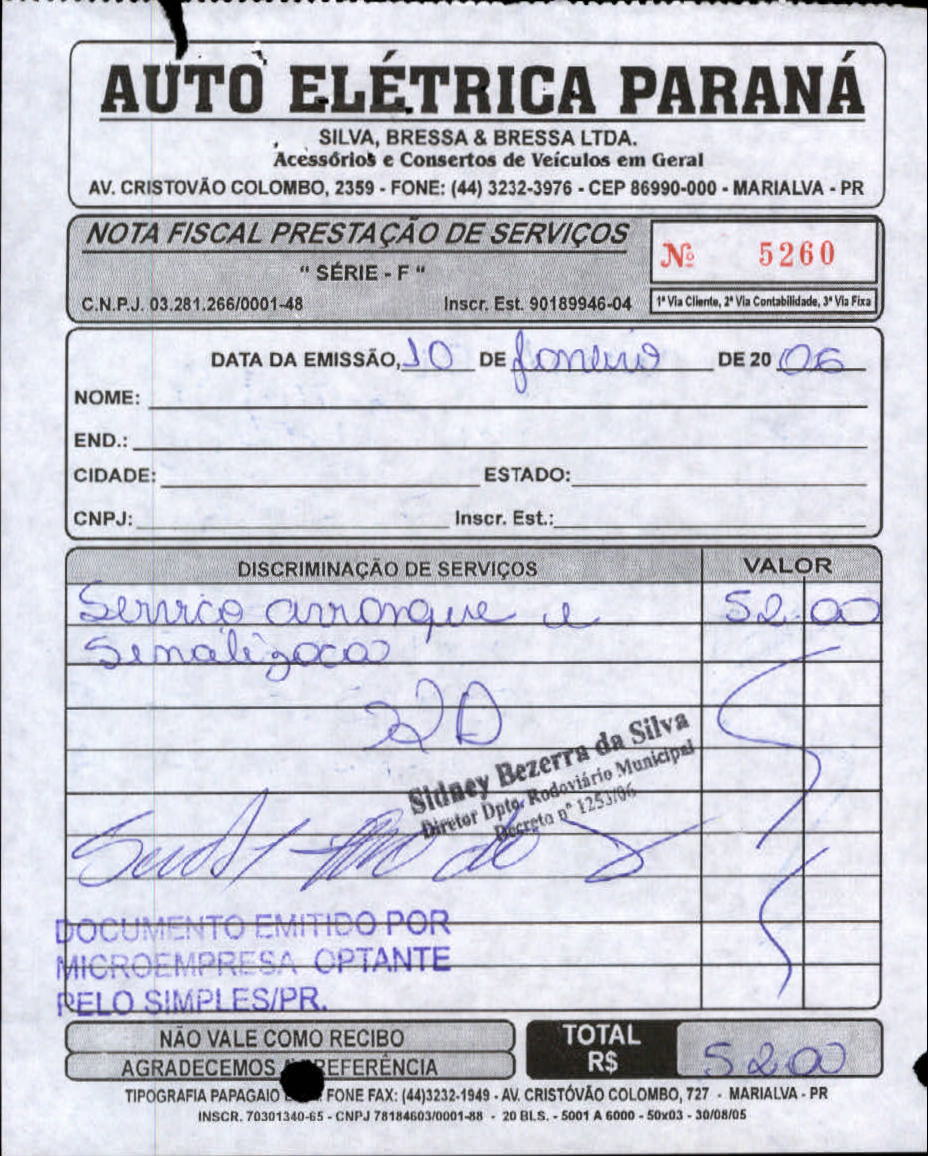 AUTO ELÉTRICA PARANÁ
SILVA, BRESSA & BRESSA LTDA.
Acessórios e Consertos de Veículos em Geral
AV. CRISTOVÃO COLOMBO, 2359 - FONE: (44) 3232-3976 - CEP 86990-000 - MARIALVA - PR
NOTA FISCAL PRESTAÇÃO DE SERVIÇOS
" SÉRIE - F "
C.N.P.J. 03.281.266/0001-48 Inscr. Est. 90189946-04
Nº 5260
1ª Via Cliente, 2ª Via Contabilidade, 3ª Via Fixa
DATA DA EMISSÃO, 10 DE Janeiro DE 20 06
NOME:
END.:
CIDADE: ESTADO:
CNPJ: Inscr. Est.:
DISCRIMINAÇÃO DE SERVIÇOS VALOR
Serviço arranque e 52.00
Sinalizacao
Sidney Bezerra da Silva
Diretor Dpto. Rodoviário Municipal
Decreto nº 1253/06
DOCUMENTO EMITIDO POR
MICROEMPRESA OPTANTE
PELO SIMPLES/PR.
NÃO VALE COMO RECIBO
AGRADECEMOS REFERÊNCIA
TOTAL
R$ 52.00
TIPOGRAFIA PAPAGAIO FONE FAX: (44)3232-1949 - AV. CRISTÓVÃO COLOMBO, 727 - MARIALVA - PR
INSCR. 70301340-65 - CNPJ 78184603/0001-88 - 20 BLS. - 5001 A 6000 - 50x03 - 30/08/05